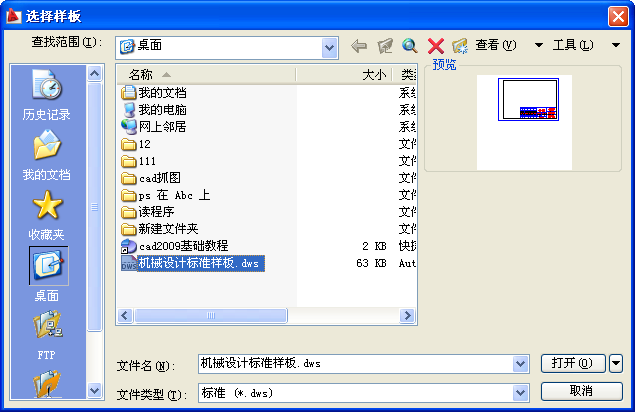 选择样板
查找范围(I):
桌面
查看(V)
工具(L)
历史记录
我的文档
收藏夹
桌面
FTP
名称 大小 类
我的文档 系
我的电脑 系
网上邻居 系
12 文件
111 文件
cad抓图 文件
ps 在 Abc 上 文件
读程序 文件
新建文件夹 文件
cad2009基础教程 2 KB 快
机械设计标准样板.dws 63 KB Aut
预览
文件名(N): 机械设计标准样板.dws 打开(O)
文件类型(T): 标准 (*.dws) 取消